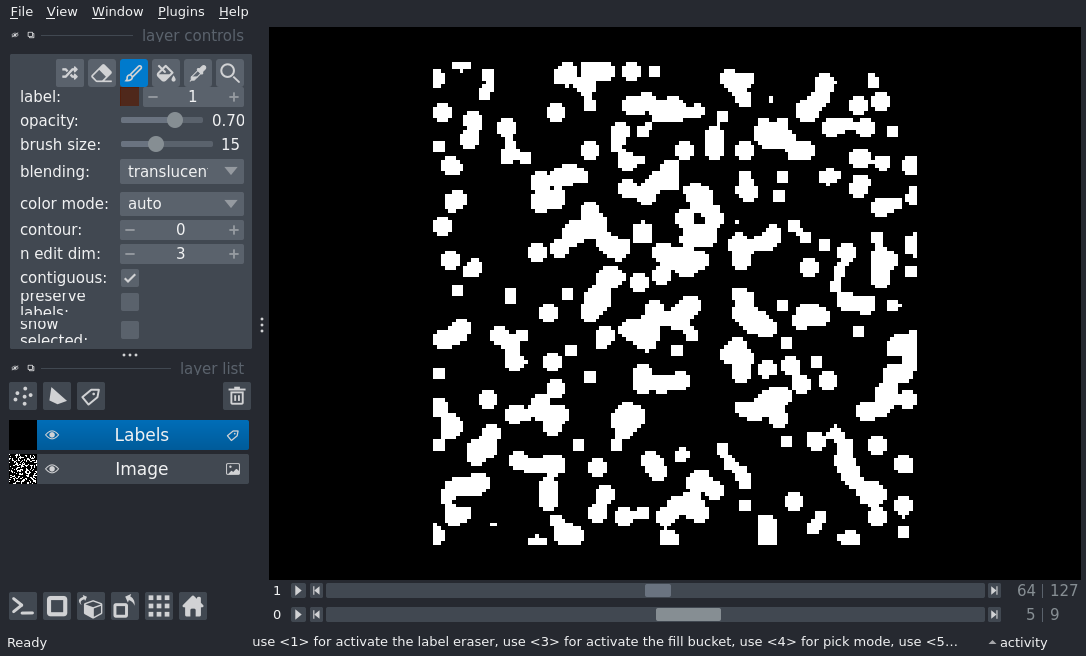 File View Window Plugins Help
layer controls
label: 1
opacity: 0.70
brush size: 15
blending: translucen
color mode: auto
contour: 0
n edit dim: 3
contiguous:
preserve
labels:
show
selected:
layer list
Labels
Image
1 64 127
0 5 9
Ready use <1> for activate the label eraser, use <3> for activate the fill bucket, use <4> for pick mode, use <5... activity